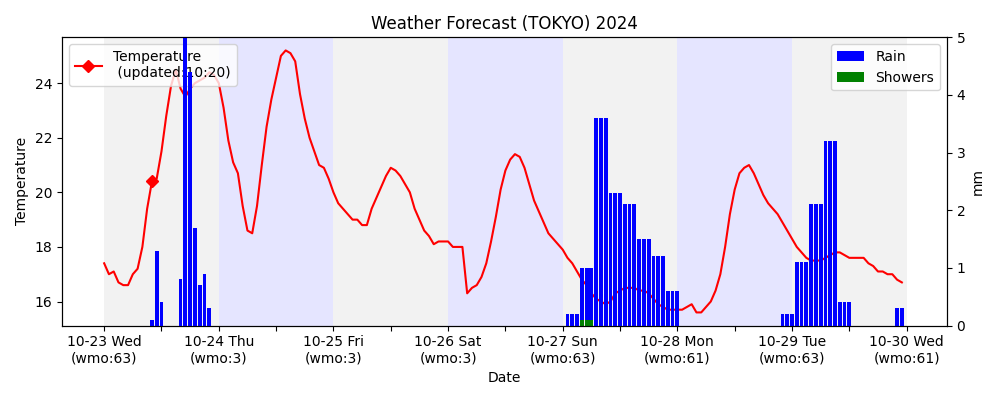 Weather Forecast (TOKYO) 2024
Temperature
(updated 10:20)
Rain
Showers
Temperature
24
22
20
18
16
5
4
3
2
1
0
mm
10-23 Wed
(wmo:63)
10-24 Thu
(wmo:3)
10-25 Fri
(wmo:3)
10-26 Sat
(wmo:3)
10-27 Sun
(wmo:63)
10-28 Mon
(wmo:61)
10-29 Tue
(wmo:63)
10-30 Wed
(wmo:61)
Date